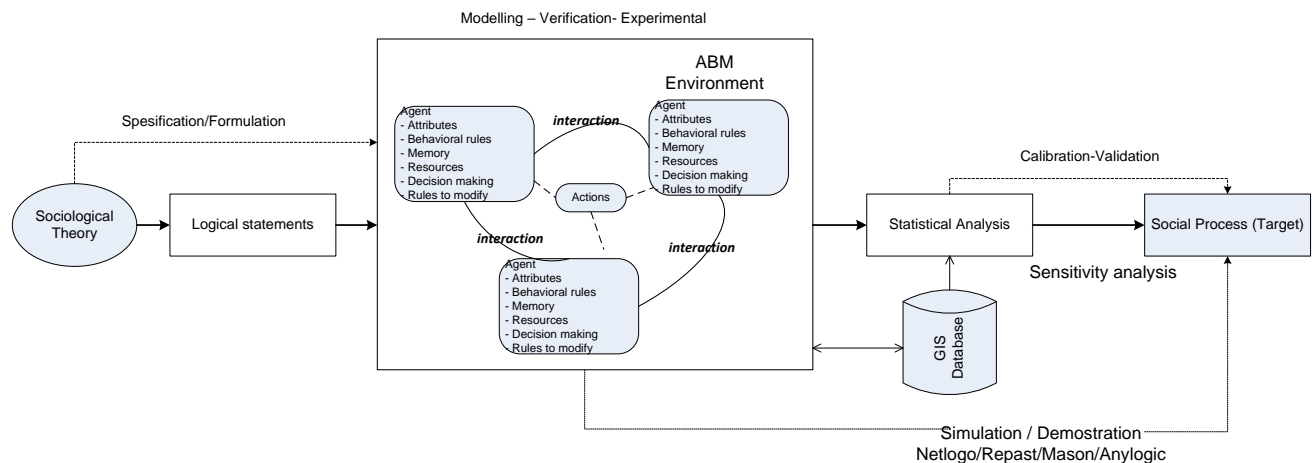 Modelling – Verification- Experimental
ABM
Environment
Spesification/Formulation
Agent
- Attributes
- Behavioral rules
- Memory
- Resources
- Decision making
- Rules to modify
interaction
Agent
- Attributes
- Behavioral rules
- Memory
- Resources
- Decision making
- Rules to modify
Actions
interaction
interaction
Agent
- Attributes
- Behavioral rules
- Memory
- Resources
- Decision making
- Rules to modify
Sociological
Theory
Logical statements
Calibration-Validation
Statistical Analysis
Social Process (Target)
Sensitivity analysis
GIS
Database
Simulation / Demostration
Netlogo/Repast/Mason/Anylogic